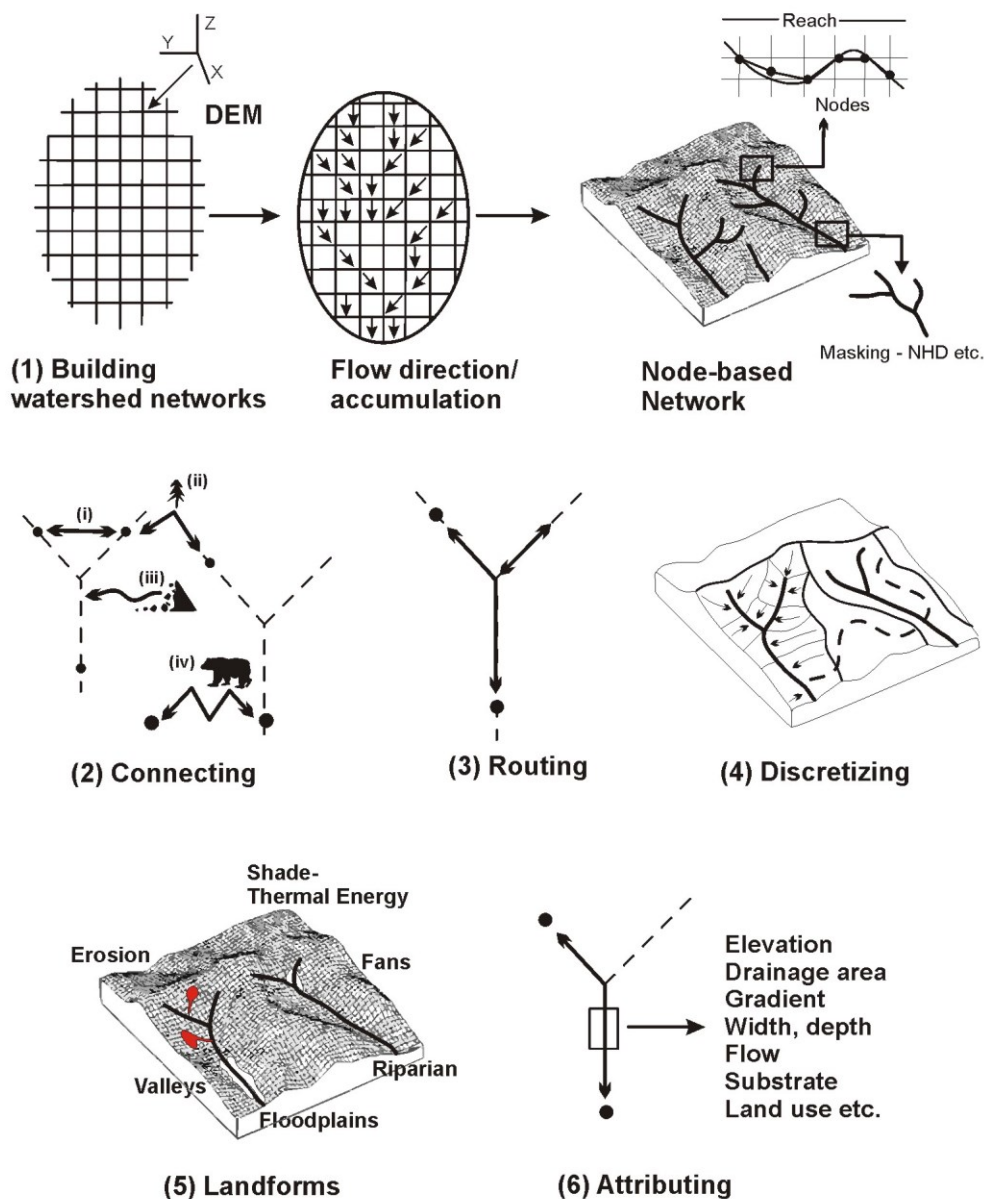 Z
Y
X
DEM
Reach
Nodes
Masking - NHD etc.
(1) Building
watershed networks
Flow direction/
accumulation
Node-based
Network
(i)
(ii)
(iii)
(iv)
(2) Connecting
(3) Routing
(4) Discretizing
Shade-
Thermal Energy
Erosion
Fans
Valleys
Riparian
Floodplains
(5) Landforms
Elevation
Drainage area
Gradient
Width, depth
Flow
Substrate
Land use etc.
(6) Attributing